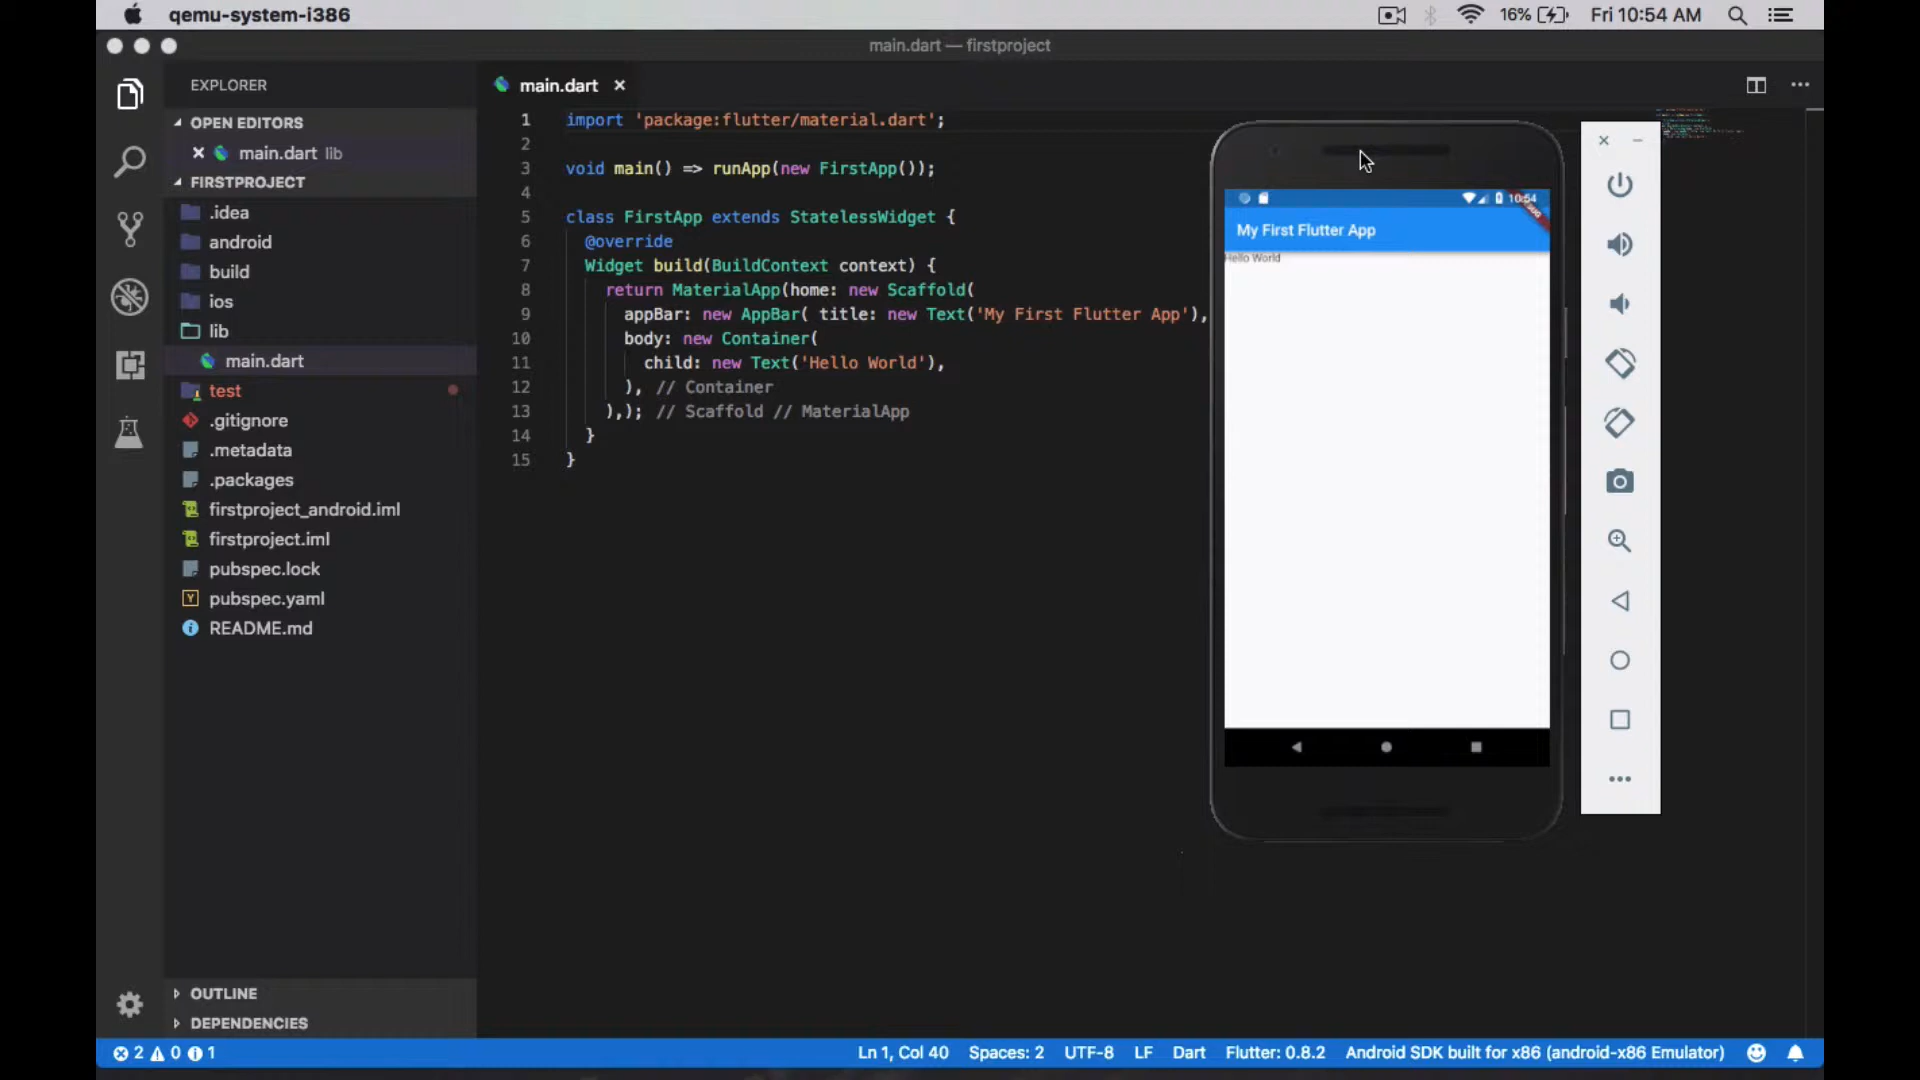 qemu-system-i386
16%
Fri 10:54 AM
main.dart — firstproject
EXPLORER
OPEN EDITORS
main.dart lib
FIRSTPROJECT
.idea
android
build
ios
lib
main.dart
test
.gitignore
.metadata
.packages
firstproject_android.iml
firstproject.iml
pubspec.lock
pubspec.yaml
README.md
OUTLINE
DEPENDENCIES
main.dart
1 import 'package:flutter/material.dart';
2
3 void main() => runApp(new FirstApp());
4
5 class FirstApp extends StatelessWidget {
6 @override
7 Widget build(BuildContext context) {
8 return MaterialApp(home: new Scaffold(
9 appBar: new AppBar( title: new Text('My First Flutter App'),
10 body: new Container(
11 child: new Text('Hello World'),
12 ), // Container
13 ),); // Scaffold // MaterialApp
14 }
15 }
10:54
My First Flutter App
Hello World
2 0 1
Ln 1, Col 40 Spaces: 2 UTF-8 LF Dart Flutter: 0.8.2 Android SDK built for x86 (android-x86 Emulator)